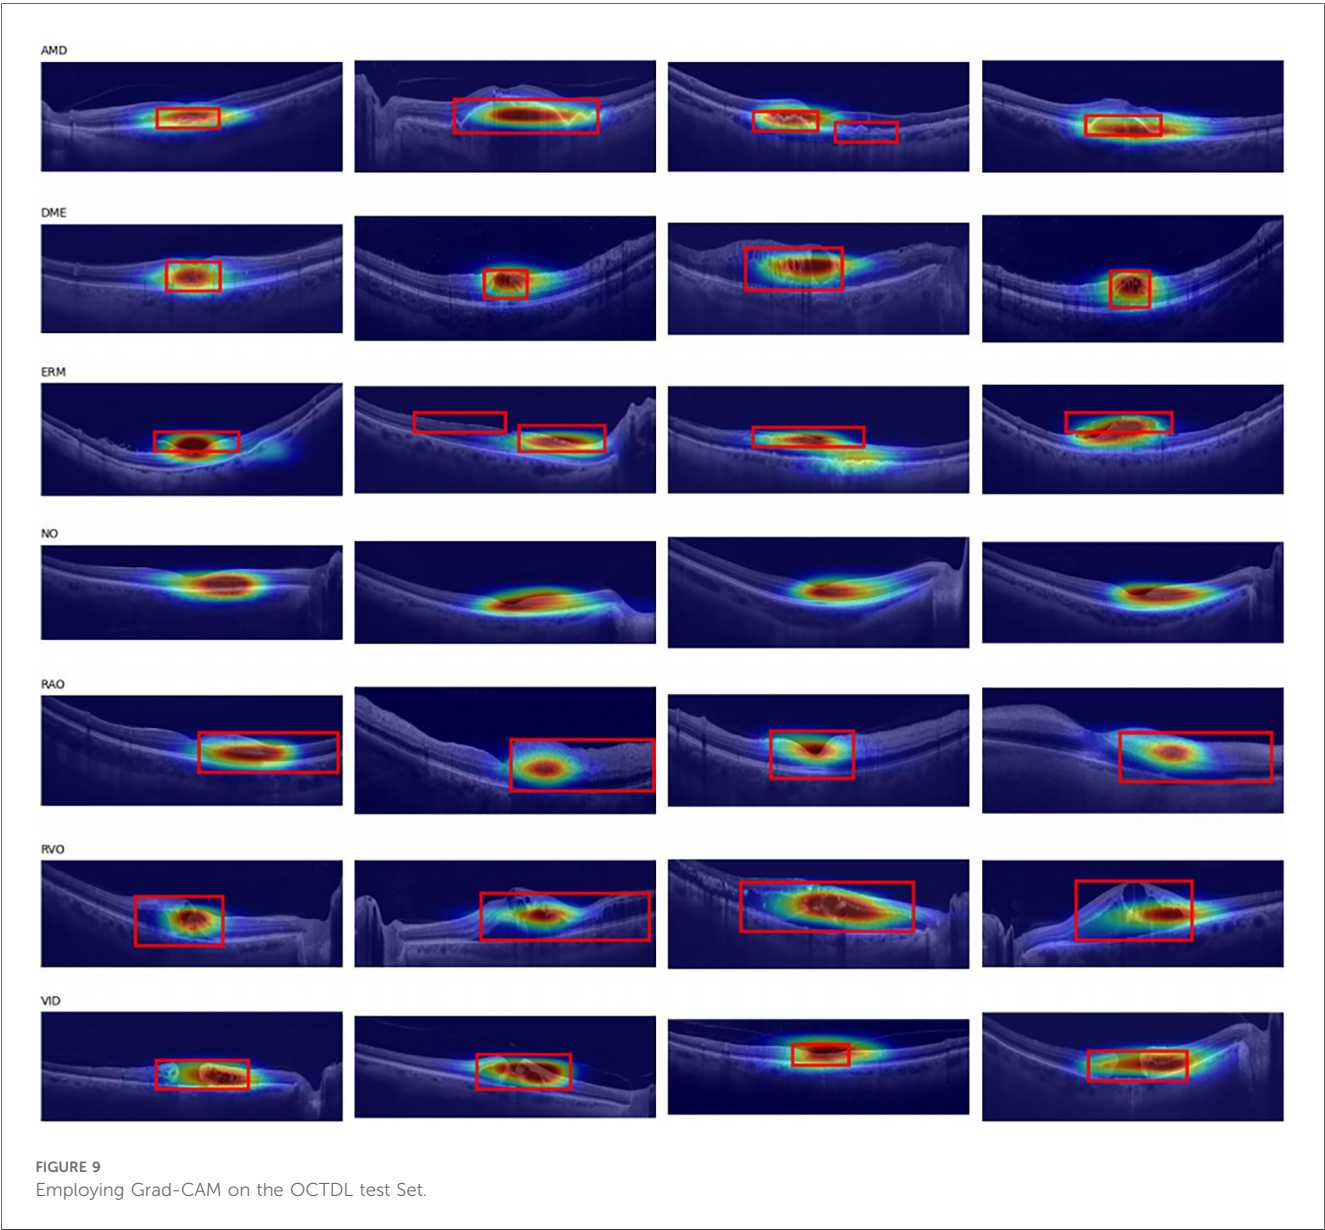 AMD
DME
ERM
NO
RAO
RVO
VID
FIGURE 9
Employing Grad-CAM on the OCTDL test Set.